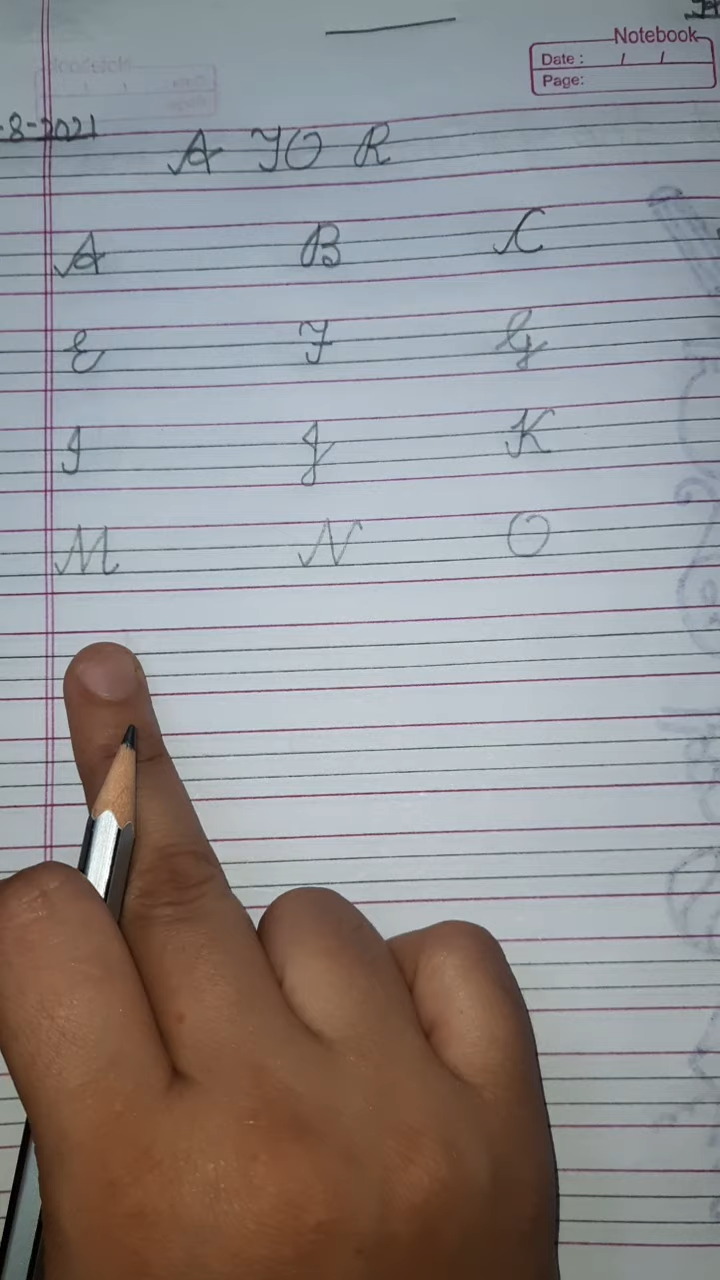 Notebook
Date : / /
Page:
-8-2021
A TO R
A B C
E F G
I J K
M N O